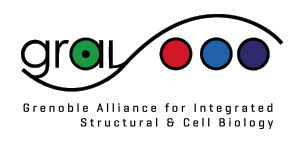 gral
Grenoble Alliance for Integrated
Structural & Cell Biology